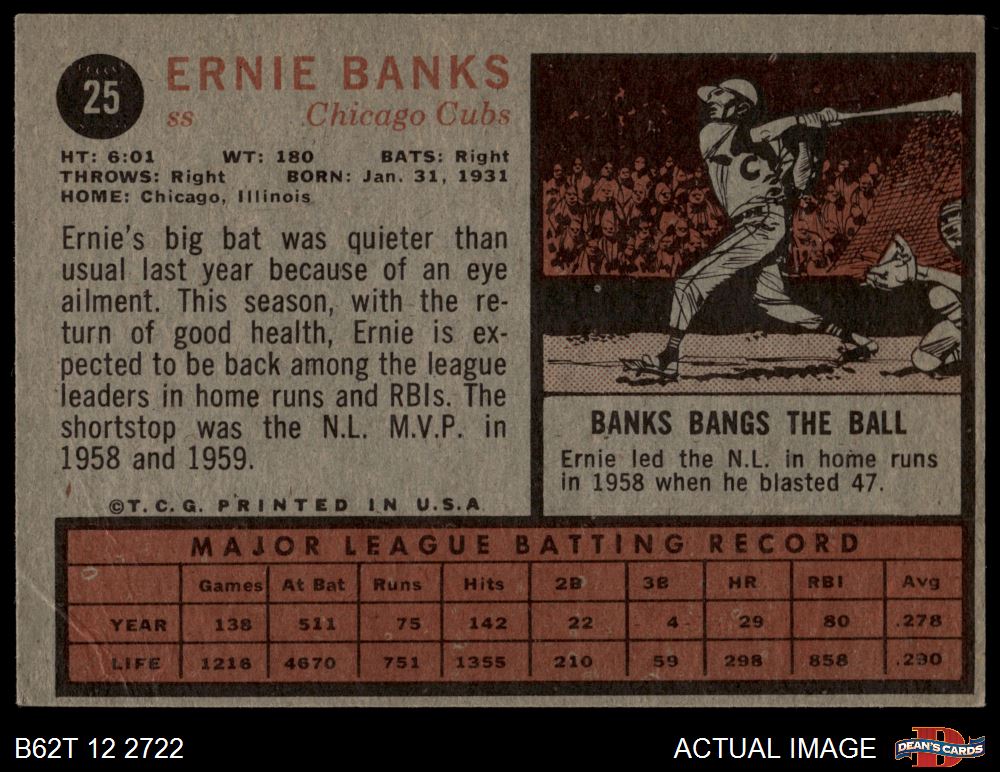 25
ERNIE BANKS
ss Chicago Cubs
HT: 6:01 WT: 180 BATS: Right
THROWS: Right BORN: Jan. 31, 1931
HOME: Chicago, Illinois
Ernie's big bat was quieter than
usual last year because of an eye
ailment. This season, with the re-
turn of good health, Ernie is ex-
pected to be back among the league
leaders in home runs and RBIs. The
shortstop was the N.L. M.V.P. in
1958 and 1959.
©T.C.G. PRINTED IN U.S.A
C
BANKS BANGS THE BALL
Ernie led the N.L. in home runs
in 1958 when he blasted 47.
MAJOR LEAGUE BATTING RECORD
Games At Bat Runs Hits 2B 3B HR RBI Avg
YEAR 138 511 75 142 22 4 29 80 .278
LIFE 1216 4670 751 1355 210 59 298 858 .290
B62T 12 2722
ACTUAL IMAGE
D
DEAN'S CARDS